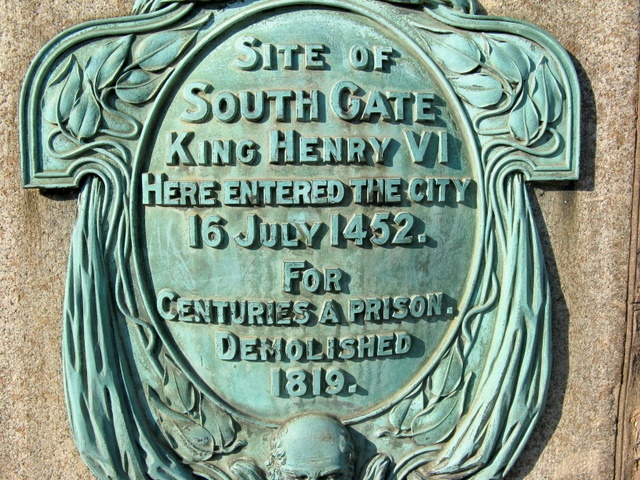 SITE OF
SOUTH GATE
KING HENRY VI
HERE ENTERED THE CITY
16 JULY 1452.
FOR
CENTURIES A PRISON.
DEMOLISHED
1819.